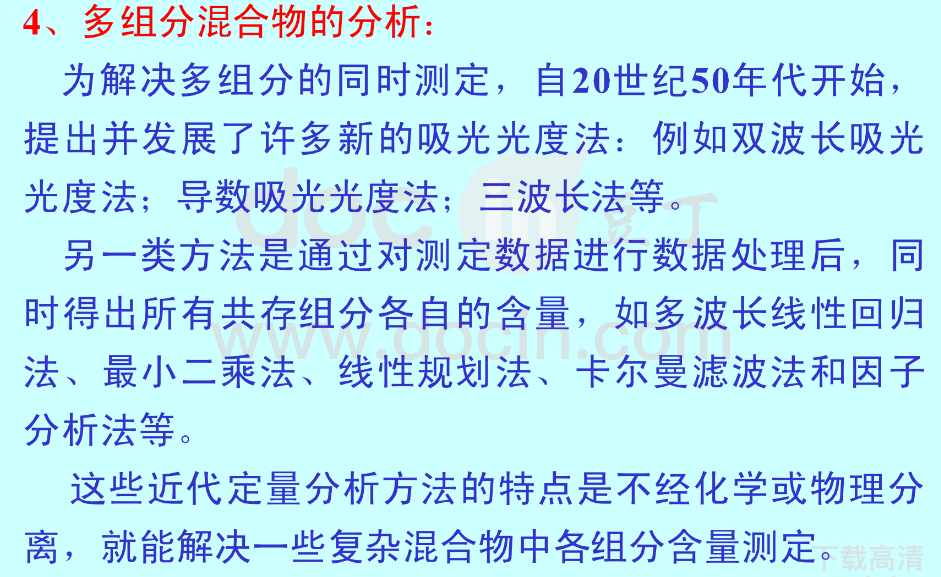 4、多组分混合物的分析：
为解决多组分的同时测定，自20世纪50年代开始，
提出并发展了许多新的吸光光度法：例如双波长吸光
光度法；导数吸光光度法；三波长法等。
另一类方法是通过对测定数据进行数据处理后，同
时得出所有共存组分各自的含量，如多波长线性回归
法、最小二乘法、线性规划法、卡尔曼滤波法和因子
分析法等。
这些近代定量分析方法的特点是不经化学或物理分
离，就能解决一些复杂混合物中各组分含量测定。
docin 豆丁
www.docin.com
下载高清